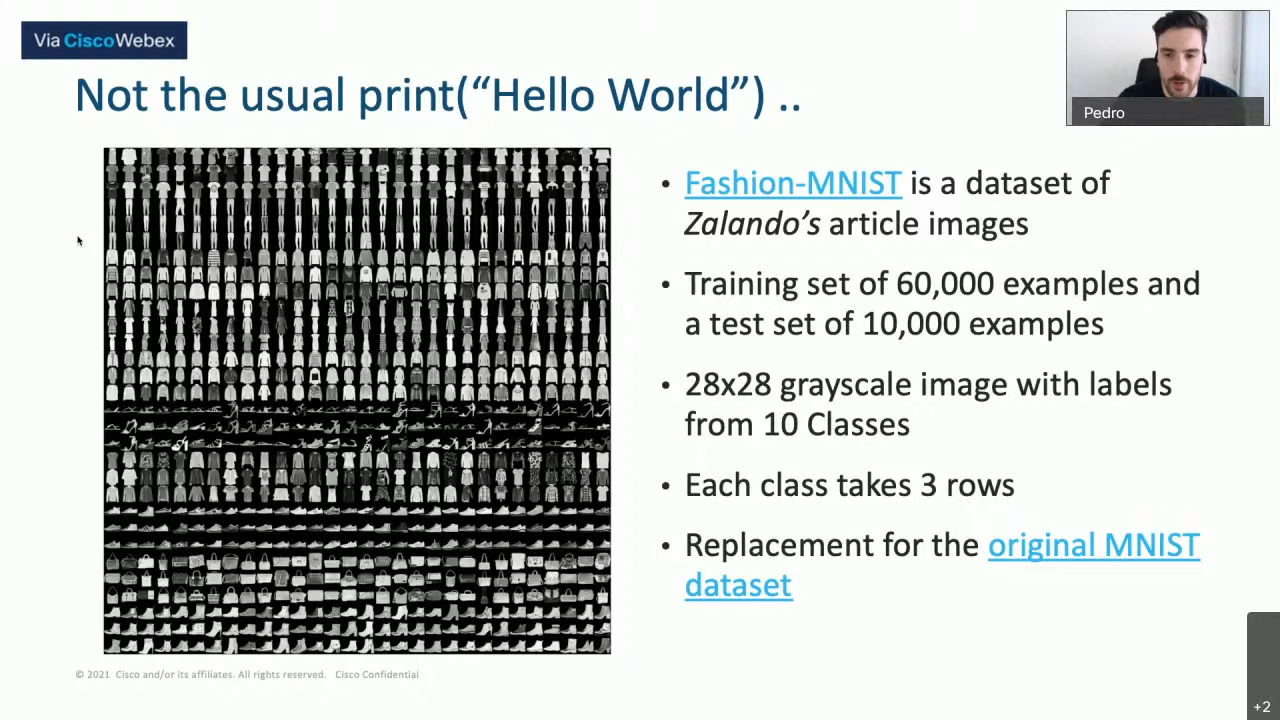 Via CiscoWebex
Not the usual print(“Hello World”) ..
Pedro
• Fashion-MNIST is a dataset of
Zalando’s article images
• Training set of 60,000 examples and
a test set of 10,000 examples
• 28x28 grayscale image with labels
from 10 Classes
• Each class takes 3 rows
• Replacement for the original MNIST
dataset
© 2021 Cisco and/or its affiliates. All rights reserved. Cisco Confidential
+2